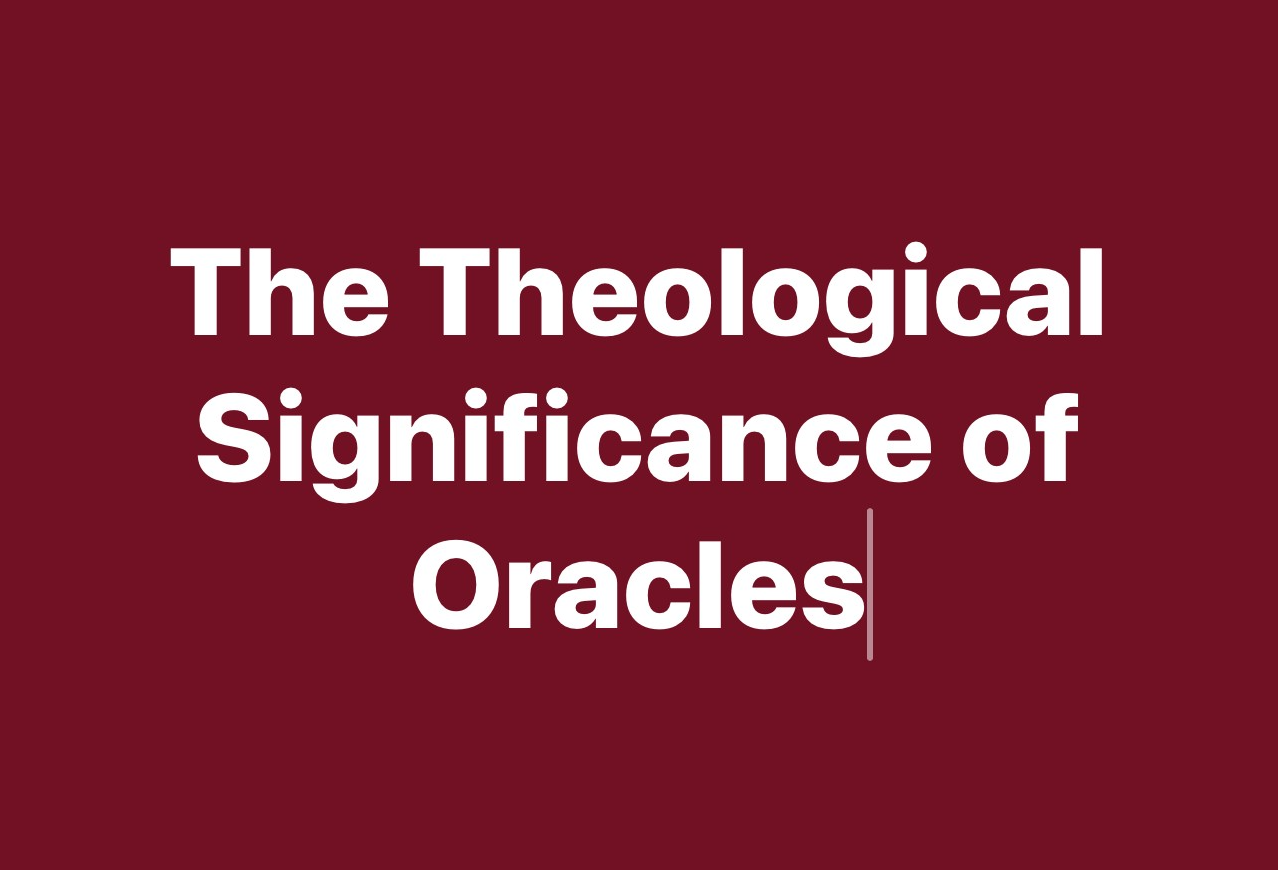 The Theological
Significance of
Oracles